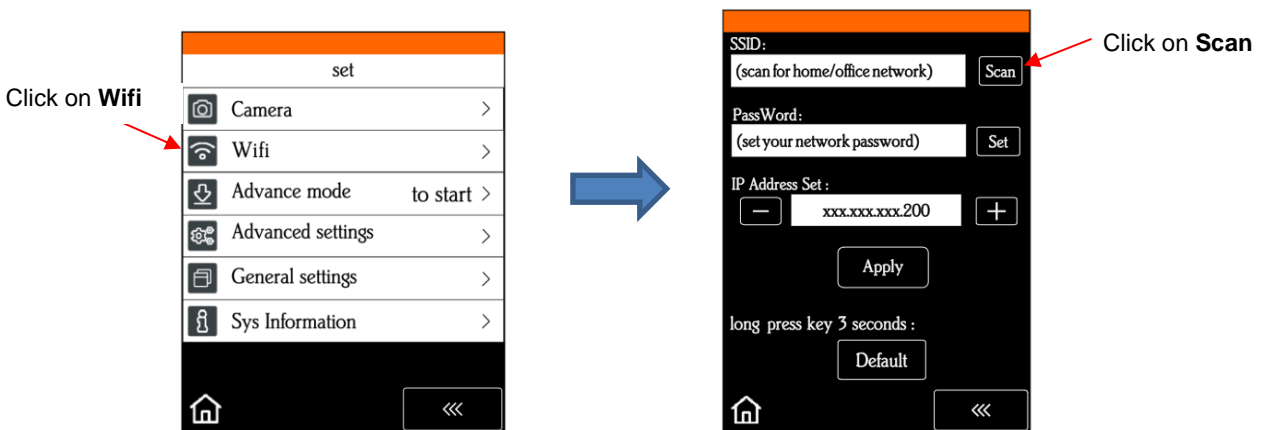 Click on Wifi
set
Camera >
Wifi >
Advance mode to start >
Advanced settings >
General settings >
Sys Information >
<<<
Click on Scan
SSID:
(scan for home/office network) Scan
PassWord:
(set your network password) Set
IP Address Set :
− xxx.xxx.xxx.200 +
Apply
long press key 3 seconds :
Default
<<<